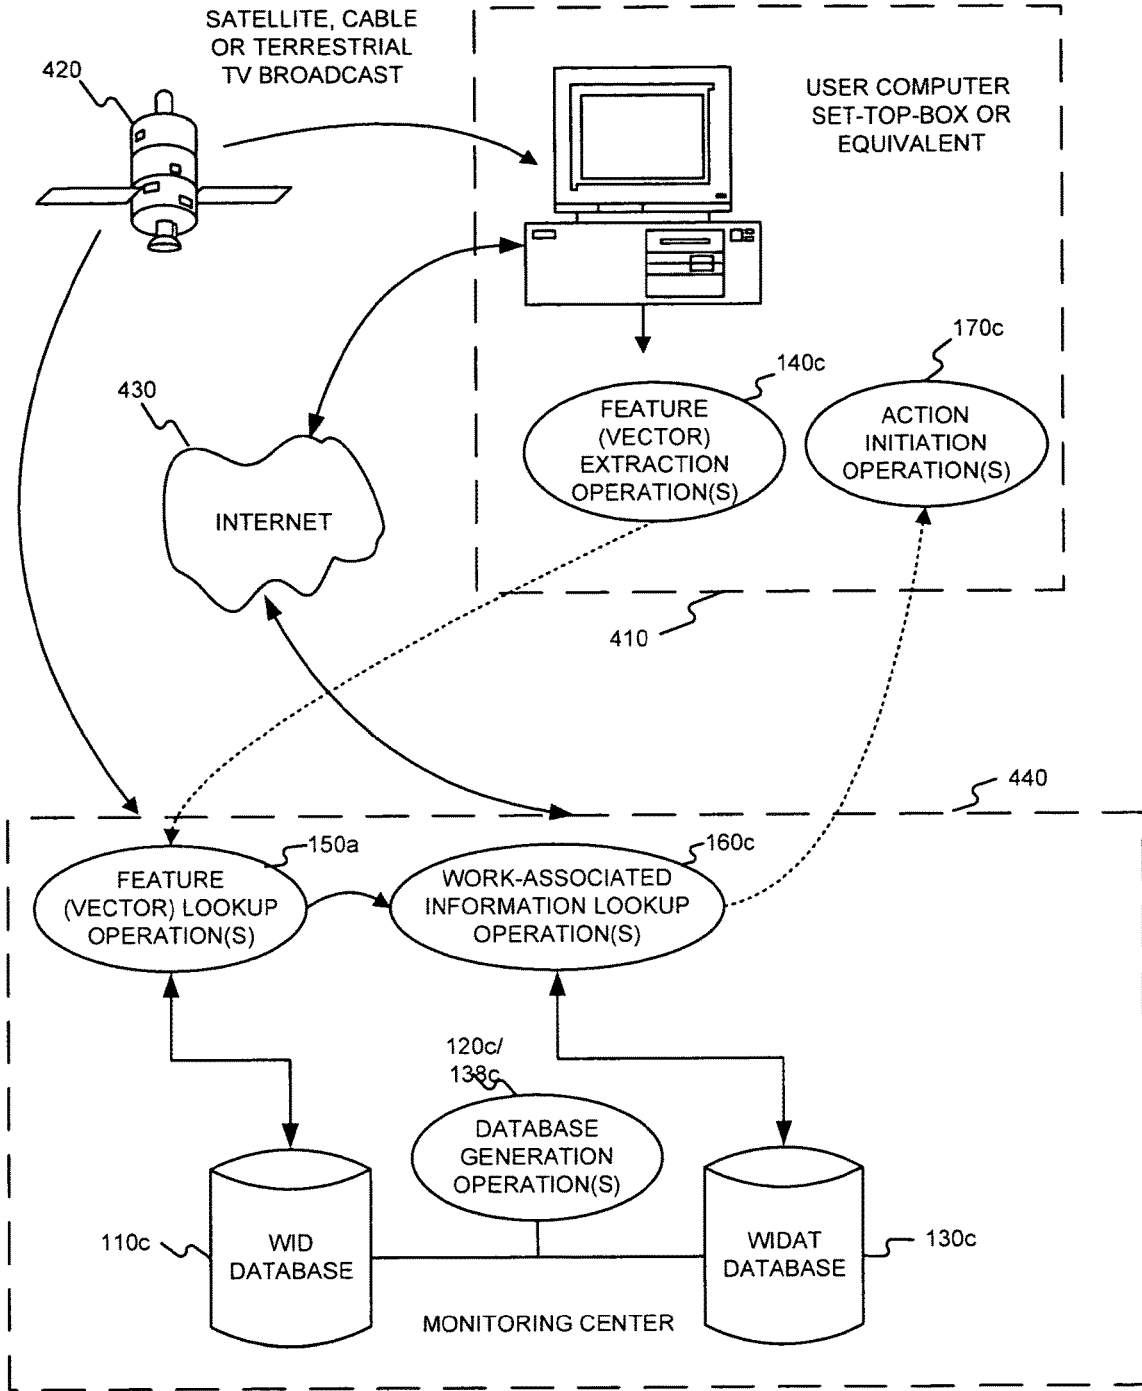 SATELLITE, CABLE
OR TERRESTRIAL
TV BROADCAST
420
USER COMPUTER
SET-TOP-BOX OR
EQUIVALENT
170c
140c
430
FEATURE
(VECTOR)
EXTRACTION
OPERATION(S)
ACTION
INITIATION
OPERATION(S)
INTERNET
410
440
150a
160c
FEATURE
(VECTOR) LOOKUP
OPERATION(S)
WORK-ASSOCIATED
INFORMATION LOOKUP
OPERATION(S)
120c/
138c
DATABASE
GENERATION
OPERATION(S)
110c
WID
DATABASE
WIDAT
DATABASE
130c
MONITORING CENTER